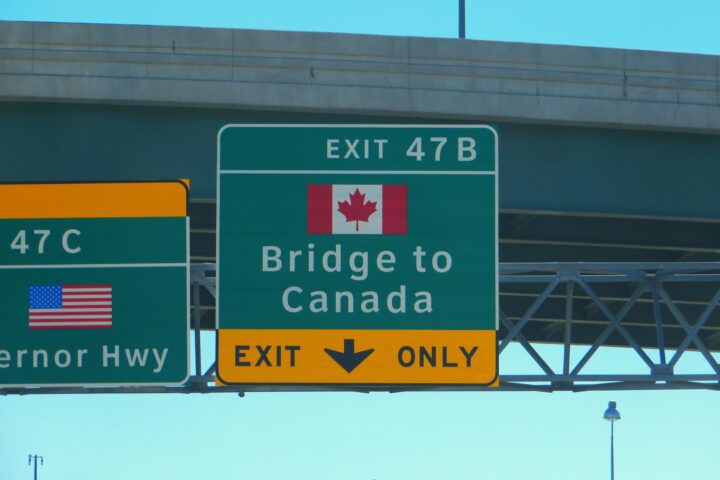 47 C
ernor Hwy
EXIT 47 B
Bridge to
Canada
EXIT ONLY